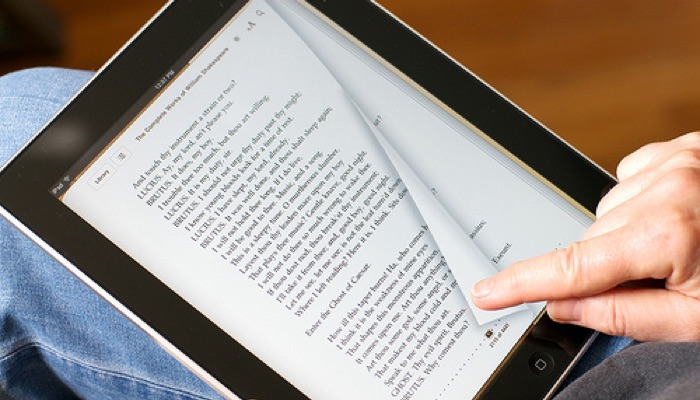 iPad
12:37 PM
Library
The Complete Works of William Shakespeare
And touch thy instrument a strain or two?
LUCIUS. Ay, my lord, an't please you.
BRUTUS. It does, my boy.
I trouble thee too much, but thou art willing.
LUCIUS. It is my duty, sir.
BRUTUS. I should not urge thy duty past thy might;
I know young bloods look for a time of rest.
LUCIUS. I have slept, my lord, already.
BRUTUS. It was well done, and thou shalt sleep again;
I will not hold thee long. If I do live,
I will be good to thee. Music, and a song.
This is a sleepy tune. O murtherous slumber,
Layest thou thy leaden mace upon my boy
That plays thee music? Gentle knave, good night.
I will not do thee so much wrong to wake thee.
If thou dost nod, thou break'st thy instrument;
I'll take it from thee; and, good boy, good night.
Let me see, let me see; is not the leaf turn'd down
Where I left reading? Here it is, I think. Sits
Enter the Ghost of Caesar.
How ill this taper burns! Ha, who comes h
I think it is the weakness of mine eyes
That shapes this monstrous apparition.
It comes upon me. Art thou anything
Art thou some god, some angel, or
That makest my blood cold and m
Speak to me what thou art.
GHOST. Thy evil spirit, Brutus.
BRUTUS. Why comest thou?
Exeunt.